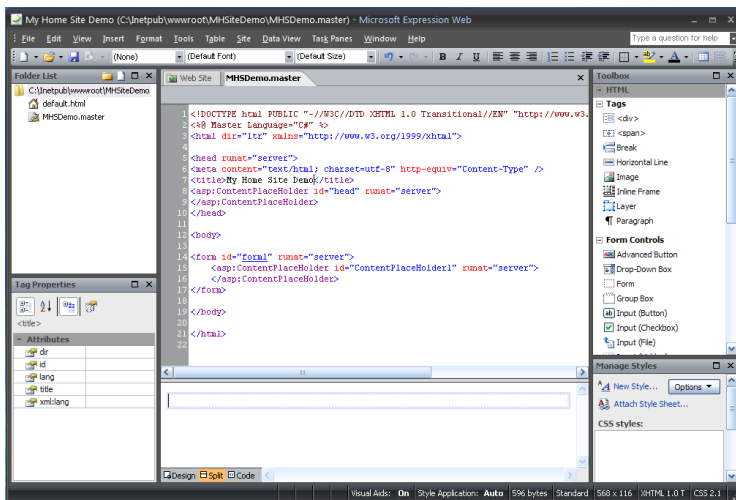 My Home Site Demo (C:\Inetpub\wwwroot\MHSiteDemo\MHSDemo.master) - Microsoft Expression Web
File Edit View Insert Format Tools Table Site Data View Task Panes Window Help
Type a question for help
(None) (Default Font) (Default Size) B I U
Folder List
C:\Inetpub\wwwroot\MHSiteDemo
default.html
MHSDemo.master
Tag Properties
<title>
Attributes
dir
id
lang
title
xml:lang
Web Site MHSDemo.master
1 <!DOCTYPE html PUBLIC "-//W3C//DTD XHTML 1.0 Transitional//EN" "http://www.w3.
2 <%@ Master Language="C#" %>
3 <html dir="ltr" xmlns="http://www.w3.org/1999/xhtml">
4
5 <head runat="server">
6 <meta content="text/html; charset=utf-8" http-equiv="Content-Type" />
7 <title>My Home Site Demo</title>
8 <asp:ContentPlaceHolder id="head" runat="server">
9 </asp:ContentPlaceHolder>
10 </head>
11
12 <body>
13
14 <form id="form1" runat="server">
15 <asp:ContentPlaceHolder id="ContentPlaceHolder1" runat="server">
16 </asp:ContentPlaceHolder>
17 </form>
18
19 </body>
20
21 </html>
22
Design Split Code
Toolbox
HTML
Tags
<div>
<span>
Break
Horizontal Line
Image
Inline Frame
Layer
Paragraph
Form Controls
Advanced Button
Drop-Down Box
Form
Group Box
Input (Button)
Input (Checkbox)
Input (File)
Manage Styles
New Style... Options
Attach Style Sheet...
CSS styles:
Visual Aids: On Style Application: Auto 596 bytes Standard 568 x 116 XHTML 1.0 T CSS 2.1